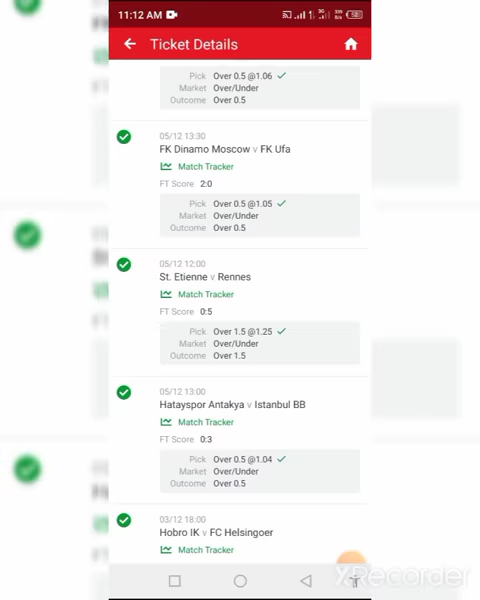 11:12 AM
Ticket Details
Pick Over 0.5 @1.06
Market Over/Under
Outcome Over 0.5
05/12 13:30
FK Dinamo Moscow v FK Ufa
Match Tracker
FT Score 2:0
Pick Over 0.5 @1.05
Market Over/Under
Outcome Over 0.5
05/12 12:00
St. Etienne v Rennes
Match Tracker
FT Score 0:5
Pick Over 1.5 @1.25
Market Over/Under
Outcome Over 1.5
05/12 13:00
Hatayspor Antakya v Istanbul BB
Match Tracker
FT Score 0:3
Pick Over 0.5 @1.04
Market Over/Under
Outcome Over 0.5
03/12 18:00
Hobro IK v FC Helsingoer
Match Tracker
XRecorder